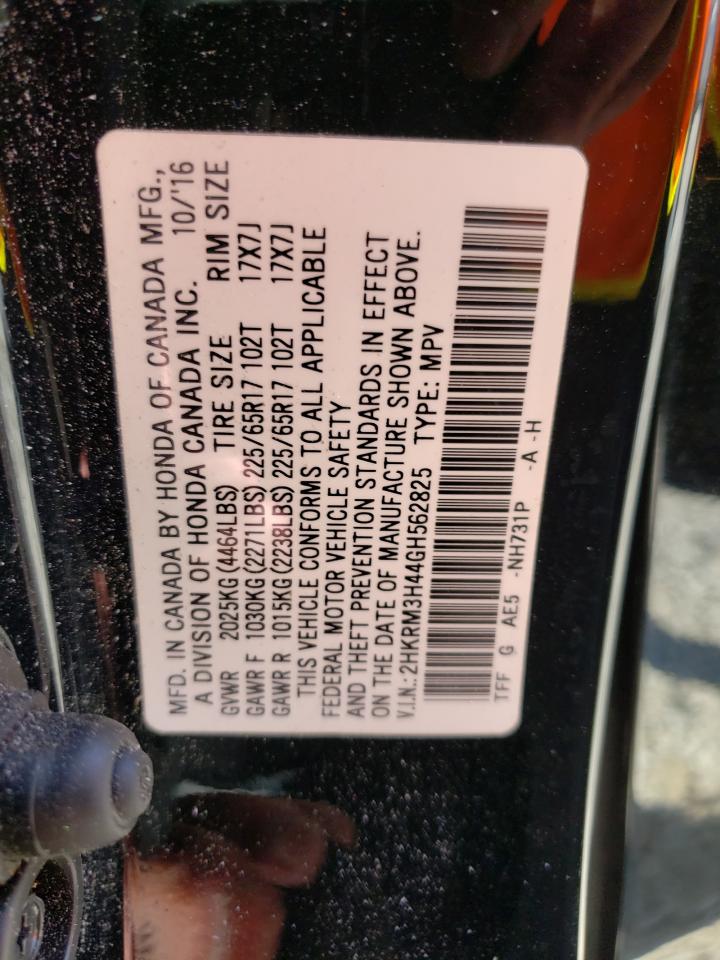 MFD. IN CANADA BY HONDA OF CANADA MFG.,
A DIVISION OF HONDA CANADA INC. 10/'16
GVWR 2025KG (4464LBS) TIRE SIZE RIM SIZE
GAWR F 1030KG (2271LBS) 225/65R17 102T 17X7J
GAWR R 1015KG (2238LBS) 225/65R17 102T 17X7J
THIS VEHICLE CONFORMS TO ALL APPLICABLE
FEDERAL MOTOR VEHICLE SAFETY
AND THEFT PREVENTION STANDARDS IN EFFECT
ON THE DATE OF MANUFACTURE SHOWN ABOVE.
V.I.N.: 2HKRM3H44GH562825 TYPE: MPV
TFF G AE5 -NH731P -A -H